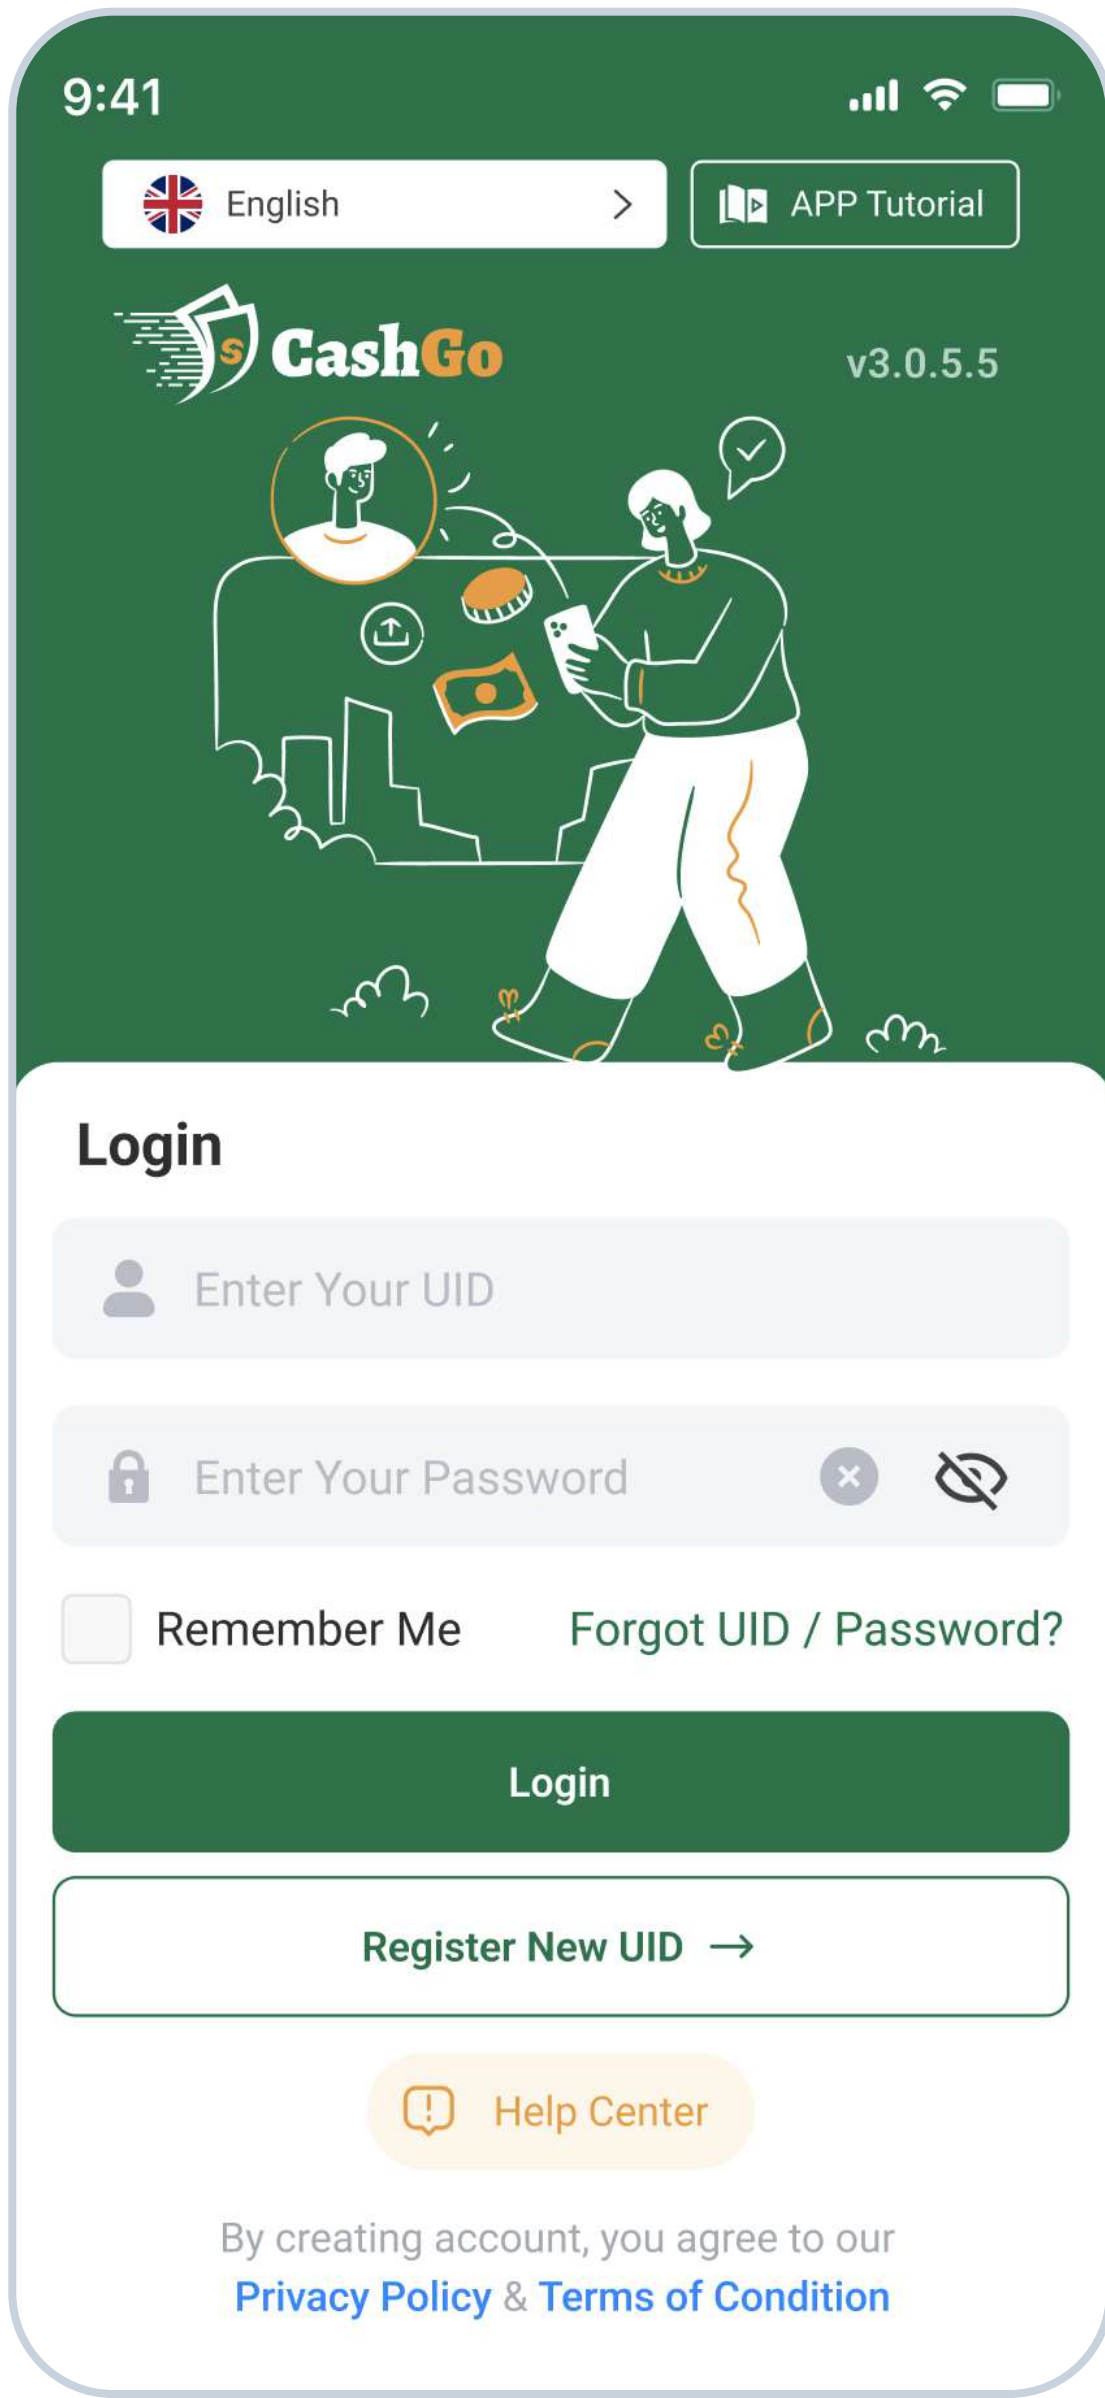 9:41
English
APP Tutorial
S
CashGo
v3.0.5.5
Login
Enter Your UID
Enter Your Password
Remember Me
Forgot UID / Password?
Login
Register New UID →
Help Center
By creating account, you agree to our
Privacy Policy & Terms of Condition